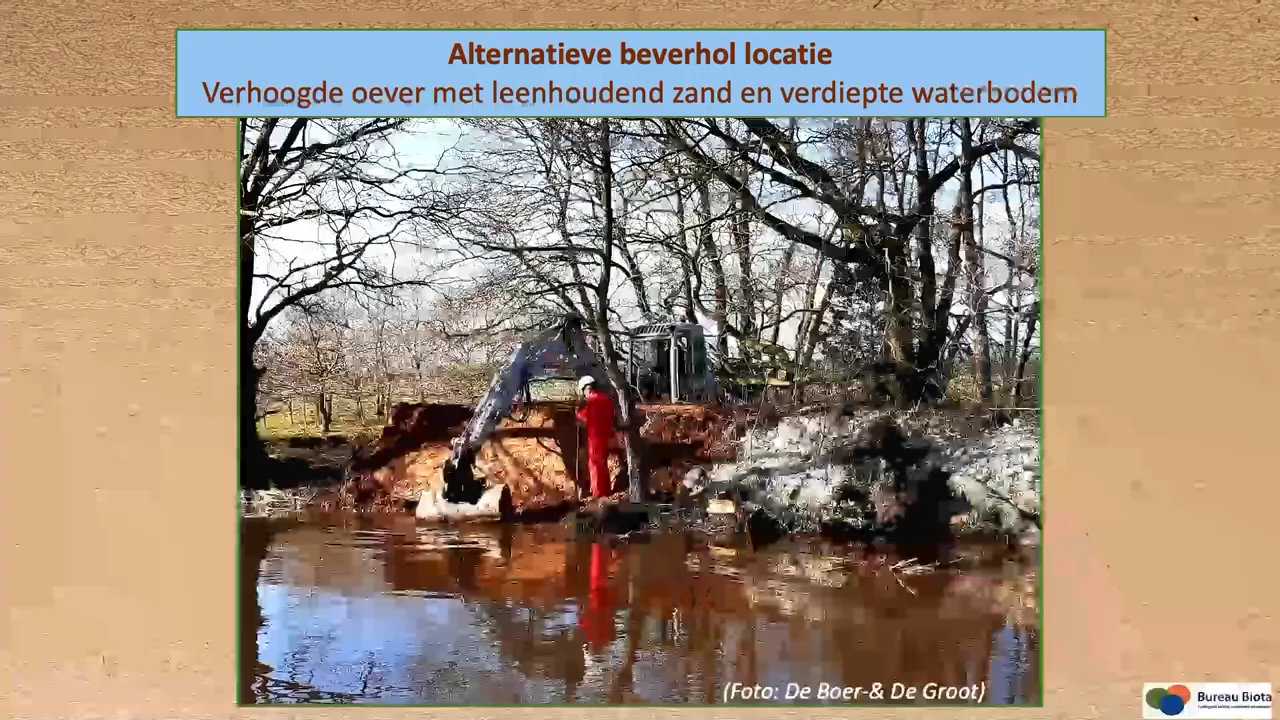 Alternatieve beverhol locatie
Verhoogde oever met leenhoudend zand en verdiepte waterbodem
(Foto: De Boer-& De Groot)
Bureau Biota